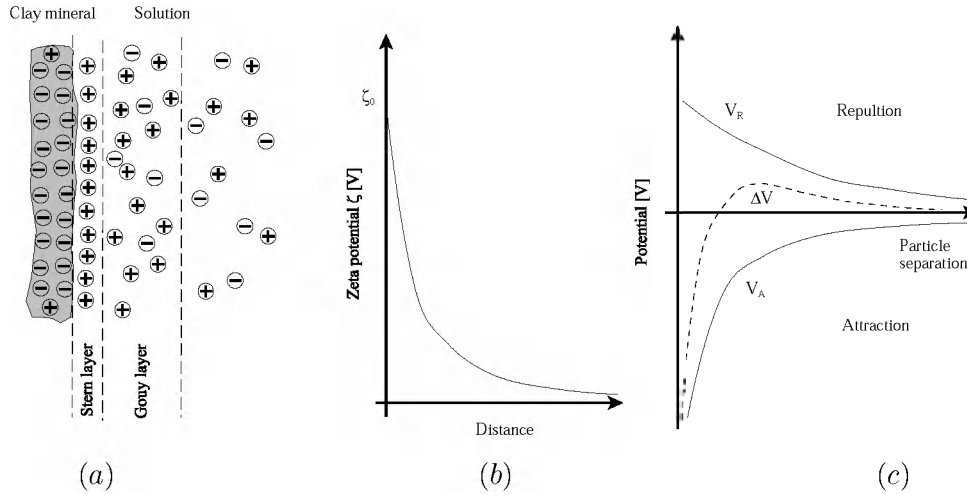 Clay mineral
Solution
Stern layer
Gouy layer
(a)
ζ₀
Zeta potential ζ [V]
Distance
(b)
V_R
Repultion
ΔV
Potential [V]
Particle
separation
V_A
Attraction
(c)